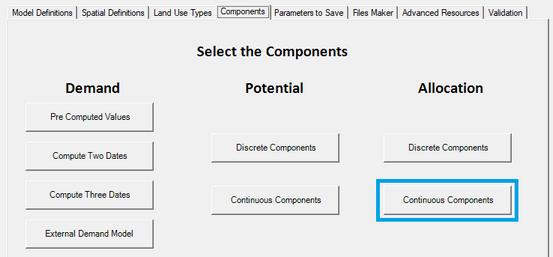 Model Definitions Spatial Definitions Land Use Types Components Parameters to Save Files Maker Advanced Resources Validation
Select the Components
Demand Potential Allocation
Pre Computed Values
Compute Two Dates Discrete Components Discrete Components
Compute Three Dates Continuous Components Continuous Components
External Demand Model